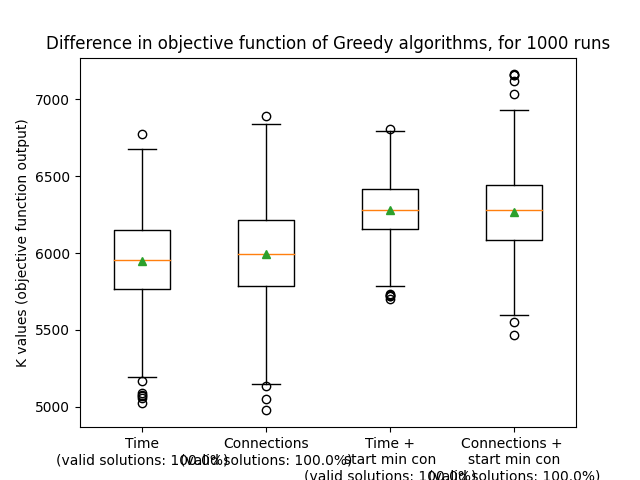 Difference in objective function of Greedy algorithms, for 1000 runs
K values (objective function output)
7000
6500
6000
5500
5000
Time
(valid solutions: 100.0%)
Connections
(valid solutions: 100.0%)
Time +
start min con
(valid solutions: 100.0%)
Connections +
start min con
(valid solutions: 100.0%)